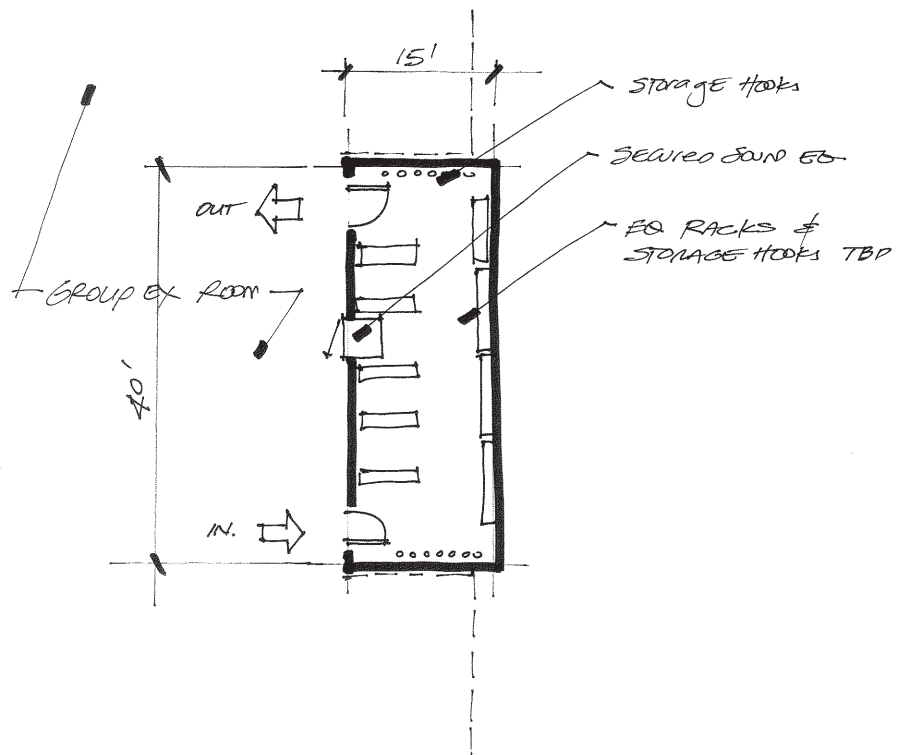 15'
STORAGE HOOKS
SECURED SOUND EQ
OUT
EQ RACKS &
STORAGE HOOKS TBD
GROUP EX ROOM
40'
IN.